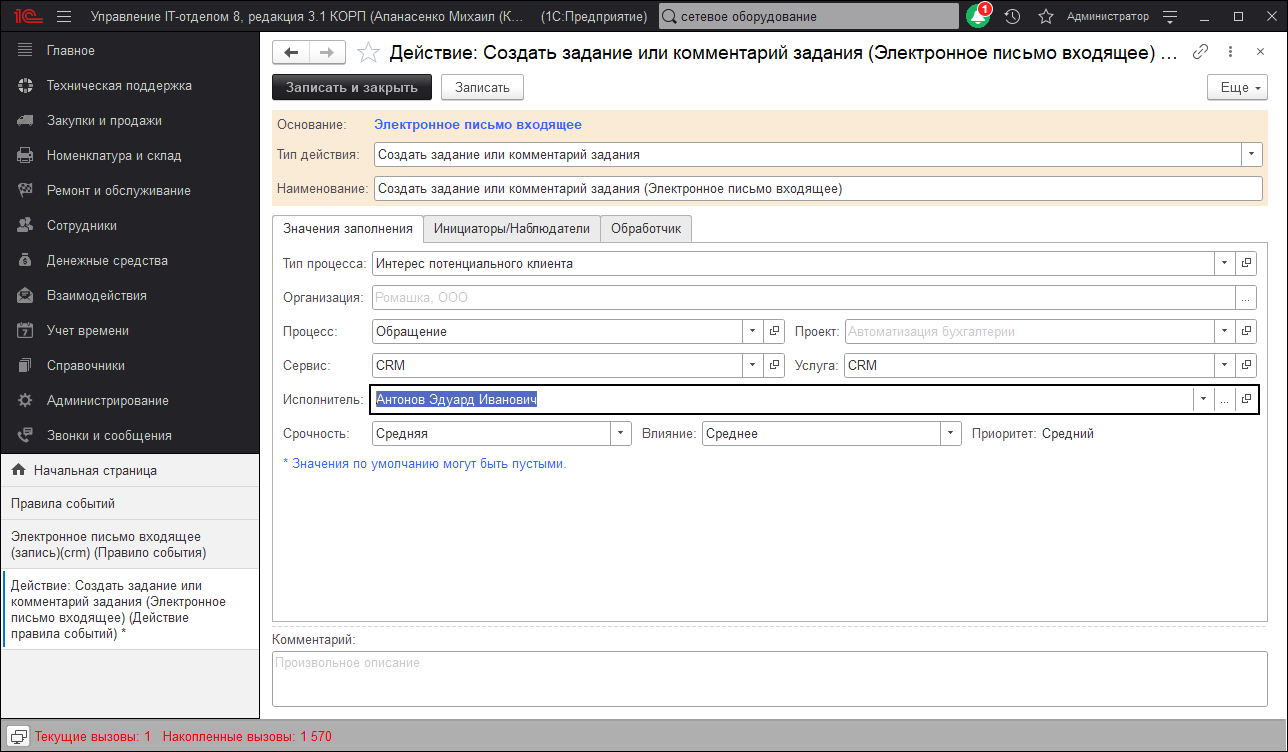 1С Управление IT-отделом 8, редакция 3.1 КОРП (Апанасенко Михаил (К... (1С:Предприятие) сетевое оборудование 1 Администратор
Главное
Техническая поддержка
Закупки и продажи
Номенклатура и склад
Ремонт и обслуживание
Сотрудники
Денежные средства
Взаимодействия
Учет времени
Справочники
Администрирование
Звонки и сообщения
Начальная страница
Правила событий
Электронное письмо входящее
(запись)(crm) (Правило события)
Действие: Создать задание или
комментарий задания (Электронное
письмо входящее) (Действие
правила событий) *
Действие: Создать задание или комментарий задания (Электронное письмо входящее) ...
Записать и закрыть Записать Еще
Основание: Электронное письмо входящее
Тип действия: Создать задание или комментарий задания
Наименование: Создать задание или комментарий задания (Электронное письмо входящее)
Значения заполнения Инициаторы/Наблюдатели Обработчик
Тип процесса: Интерес потенциального клиента
Организация: Ромашка, ООО ...
Процесс: Обращение Проект: Автоматизация бухгалтерии
Сервис: CRM Услуга: CRM
Исполнитель: Антонов Эдуард Иванович ...
Срочность: Средняя Влияние: Среднее Приоритет: Средний
* Значения по умолчанию могут быть пустыми.
Комментарий:
Произвольное описание
Текущие вызовы: 1 Накопленные вызовы: 1 570